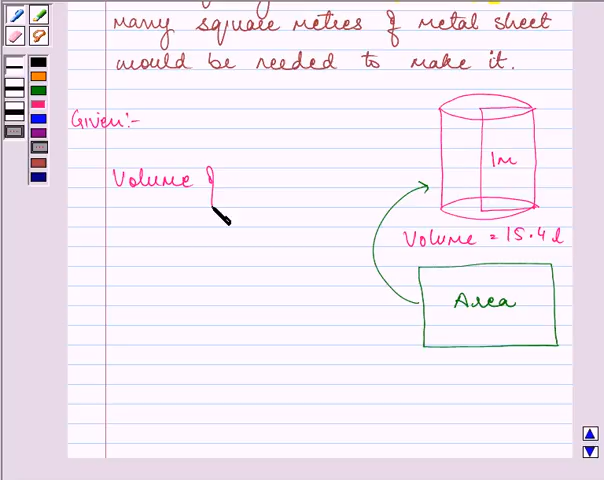 many square metres of metal sheet
would be needed to make it.
Given:-
Volume of
1m
Volume = 15.4 l
Area